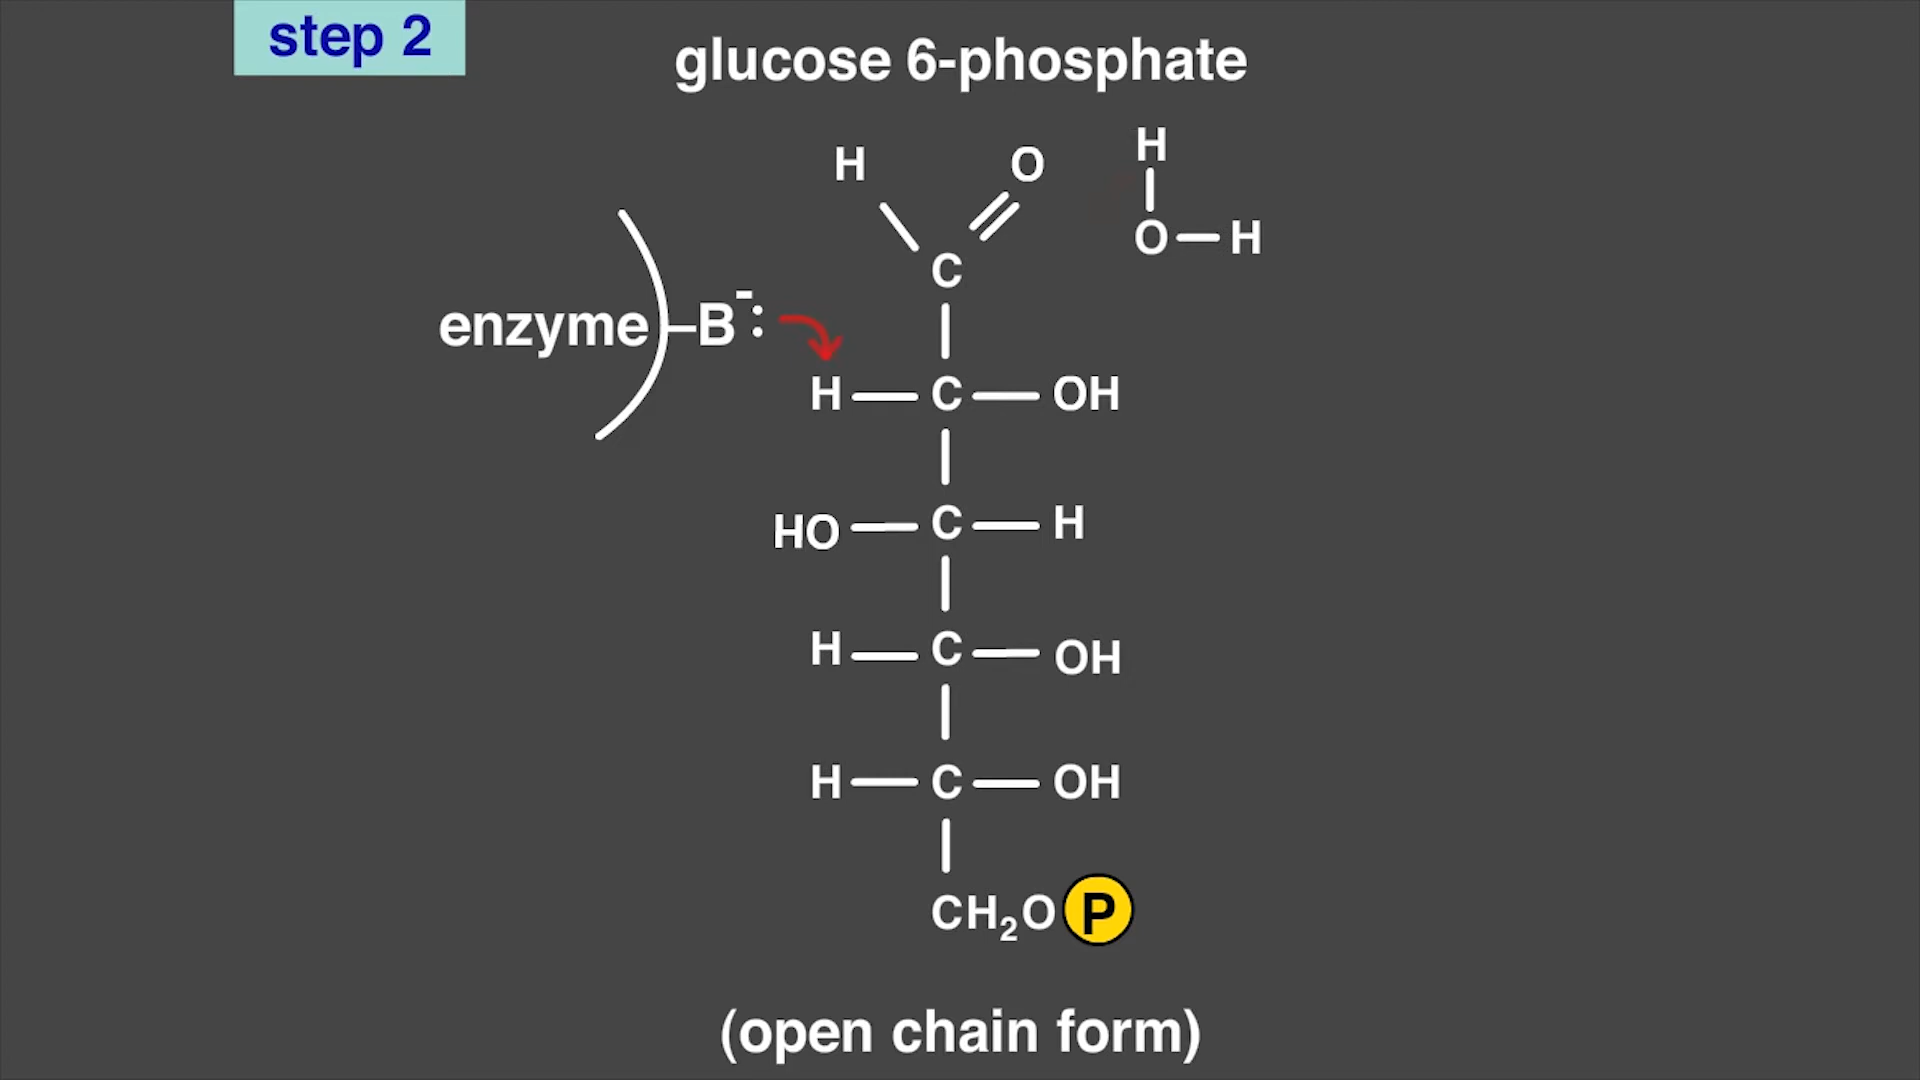 step 2
glucose 6-phosphate
H
H O
O H
C
enzyme B⁻:
H C OH
HO C H
H C OH
H C OH
CH₂O P
(open chain form)